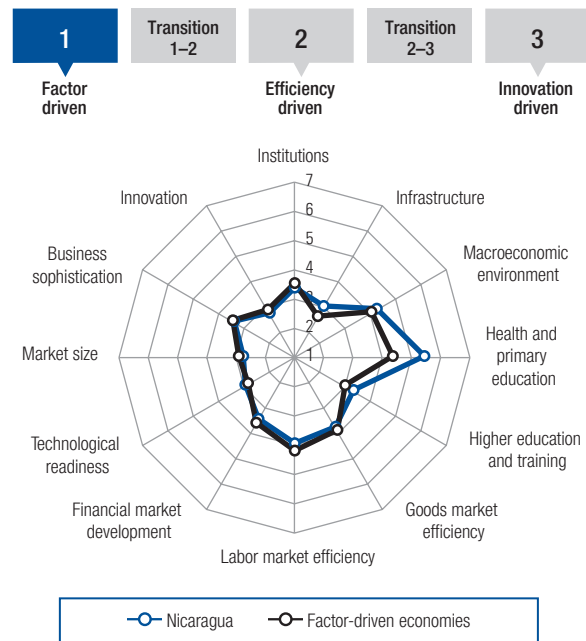 1
Transition
1–2
2
Transition
2–3
3
Factor
driven
Efficiency
driven
Innovation
driven
Institutions
Infrastructure
Macroeconomic
environment
Health and
primary
education
Higher education
and training
Goods market
efficiency
Labor market efficiency
Financial market
development
Technological
readiness
Market size
Business
sophistication
Innovation
7
6
5
4
3
2
1
Nicaragua
Factor-driven economies